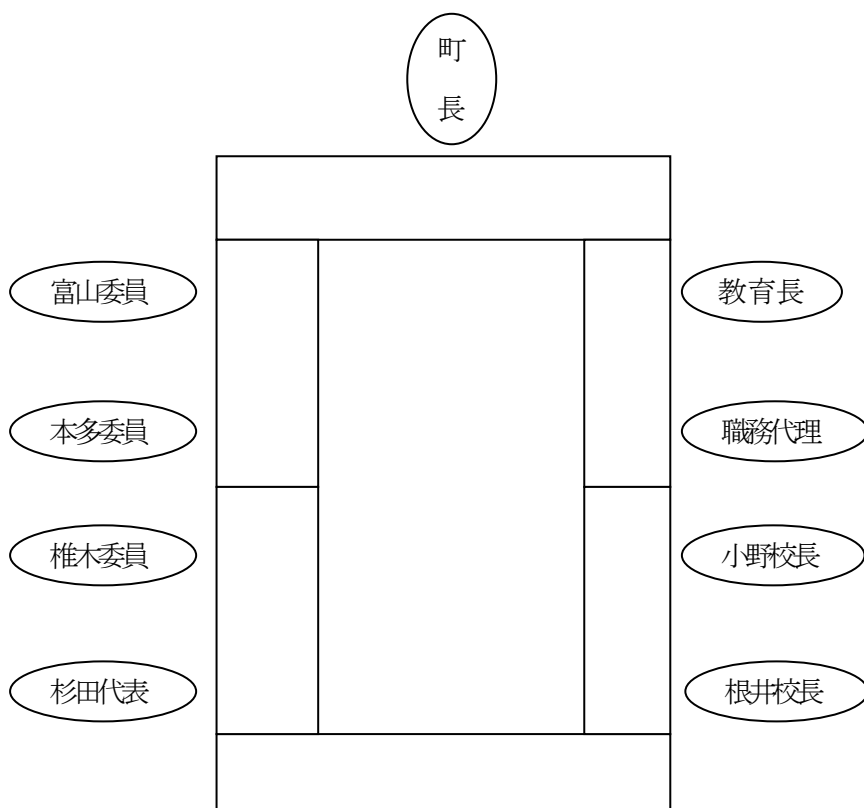 町
長
富山委員
教育長
本多委員
職務代理
椎木委員
小野校長
杉田代表
根井校長